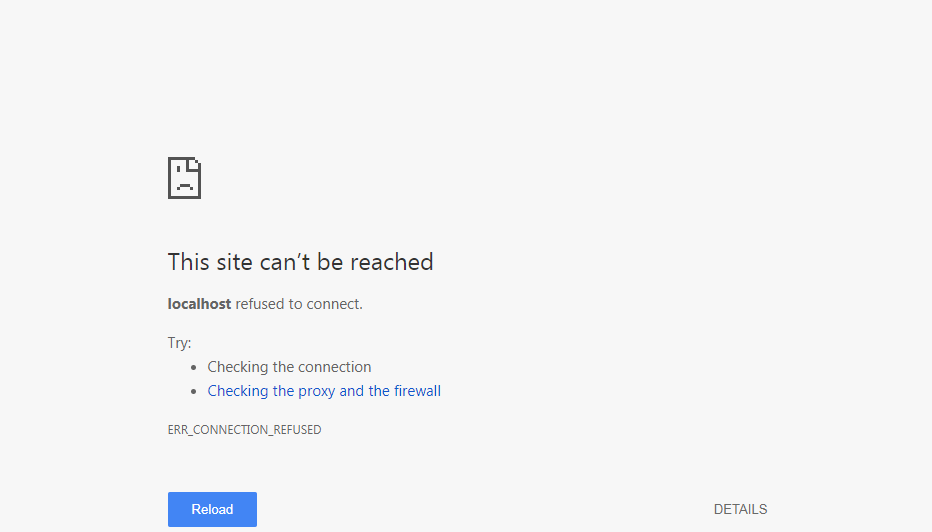 This site can’t be reached
localhost refused to connect.
Try:
• Checking the connection
• Checking the proxy and the firewall
ERR_CONNECTION_REFUSED
Reload
DETAILS